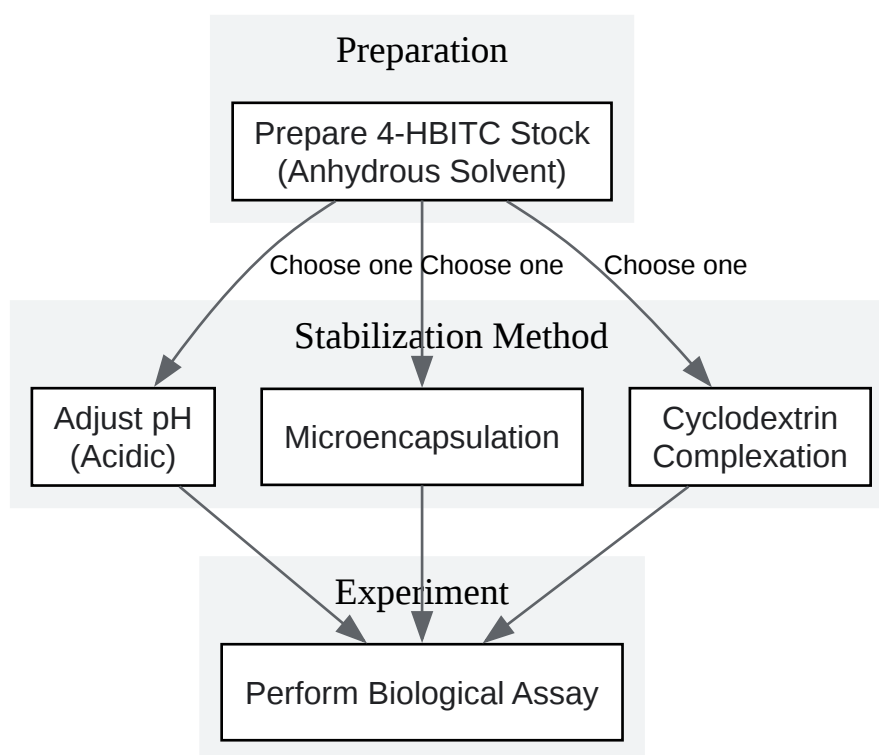 Preparation
Prepare 4-HBITC Stock
(Anhydrous Solvent)
Choose one
Choose one
Choose one
Stabilization Method
Adjust pH
(Acidic)
Microencapsulation
Cyclodextrin
Complexation
Experiment
Perform Biological Assay